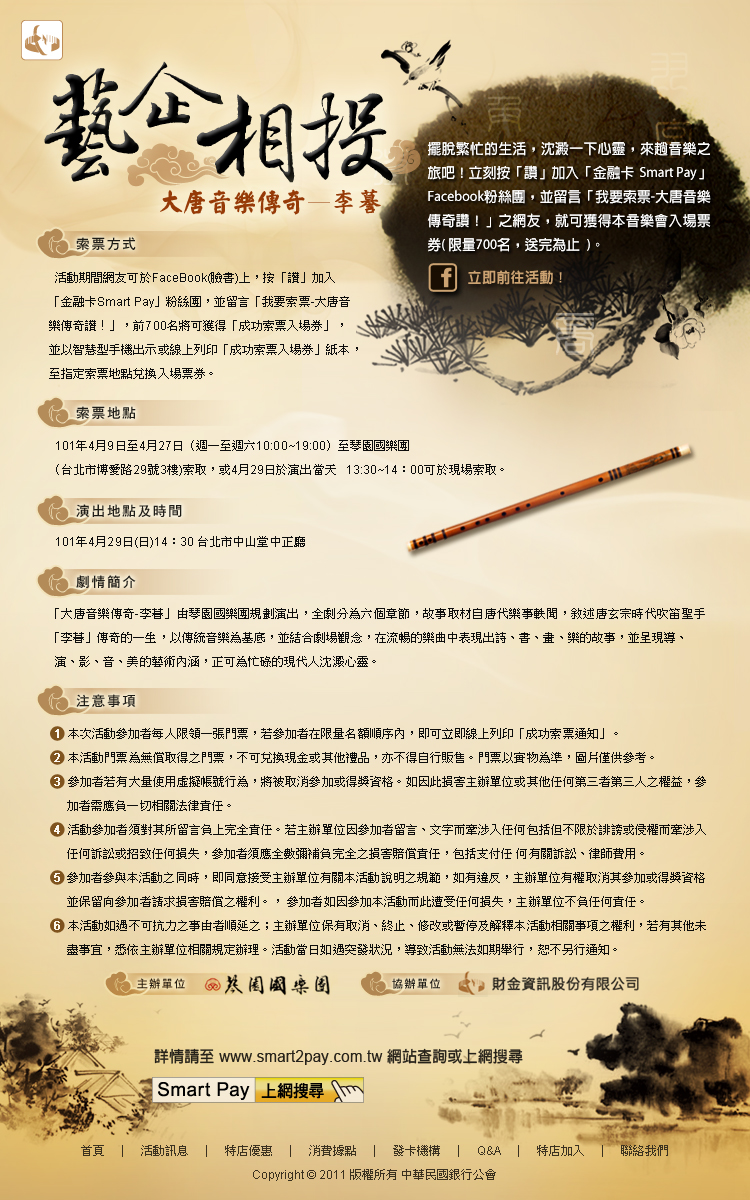 藝企相投
大唐音樂傳奇—李謩
擺脫繁忙的生活，沈澱一下心靈，來趟音樂之
旅吧！立刻按「讚」加入「金融卡 Smart Pay」
Facebook粉絲團，並留言「我要索票-大唐音樂
傳奇讚！」之網友，就可獲得本音樂會入場票
券( 限量700名，送完為止 )。
立即前往活動！
索票方式
活動期間網友可於FaceBook(臉書)上，按「讚」加入
「金融卡Smart Pay」粉絲團，並留言「我要索票-大唐音
樂傳奇讚！」，前700名將可獲得「成功索票入場券」，
並以智慧型手機出示或線上列印「成功索票入場券」紙本，
至指定索票地點兌換入場票券。
索票地點
101年4月9日至4月27日（週一至週六10:00~19:00）至琴園國樂團
（台北市博愛路29號3樓)索取，或4月29日於演出當天 13:30~14：00可於現場索取。
演出地點及時間
101年4月29日(日)14：30 台北市中山堂中正廳
劇情簡介
「大唐音樂傳奇-李謩」由琴園國樂團規劃演出，全劇分為六個章節，故事取材自唐代樂事軼聞，敘述唐玄宗時代吹笛聖手
「李謩」傳奇的一生，以傳統音樂為基底，並結合劇場觀念，在流暢的樂曲中表現出詩、書、畫、樂的故事，並呈現導、
演、影、音、美的藝術內涵，正可為忙碌的現代人沈澱心靈。
注意事項
1 本次活動參加者每人限領一張門票，若參加者在限量名額順序內，即可立即線上列印「成功索票通知」。
2 本活動門票為無償取得之門票，不可兌換現金或其他禮品，亦不得自行販售。門票以實物為準，圖片僅供參考。
3 參加者若有大量使用虛擬帳號行為，將被取消參加或得獎資格。如因此損害主辦單位或其他任何第三者第三人之權益，參
加者需應負一切相關法律責任。
4 活動參加者須對其所留言負上完全責任。若主辦單位因參加者留言、文字而牽涉入任何包括但不限於誹謗或侵權而牽涉入
任何訴訟或招致任何損失，參加者須應全數彌補負完全之損害賠償責任，包括支付任 何有關訴訟、律師費用。
5 參加者參與本活動之同時，即同意接受主辦單位有關本活動說明之規範，如有違反，主辦單位有權取消其參加或得獎資格
並保留向參加者請求損害賠償之權利。， 參加者如因參加本活動而此遭受任何損失，主辦單位不負任何責任。
6 本活動如遇不可抗力之事由者順延之；主辦單位保有取消、終止、修改或暫停及解釋本活動相關事項之權利，若有其他未
盡事宜，悉依主辦單位相關規定辦理。活動當日如遇突發狀況，導致活動無法如期舉行，恕不另行通知。
主辦單位 琴園國樂團 協辦單位 財金資訊股份有限公司
詳情請至 www.smart2pay.com.tw 網站查詢或上網搜尋
Smart Pay 上網搜尋
首頁 | 活動訊息 | 特店優惠 | 消費據點 | 發卡機構 | Q&A | 特店加入 | 聯絡我們
Copyright © 2011 版權所有 中華民國銀行公會